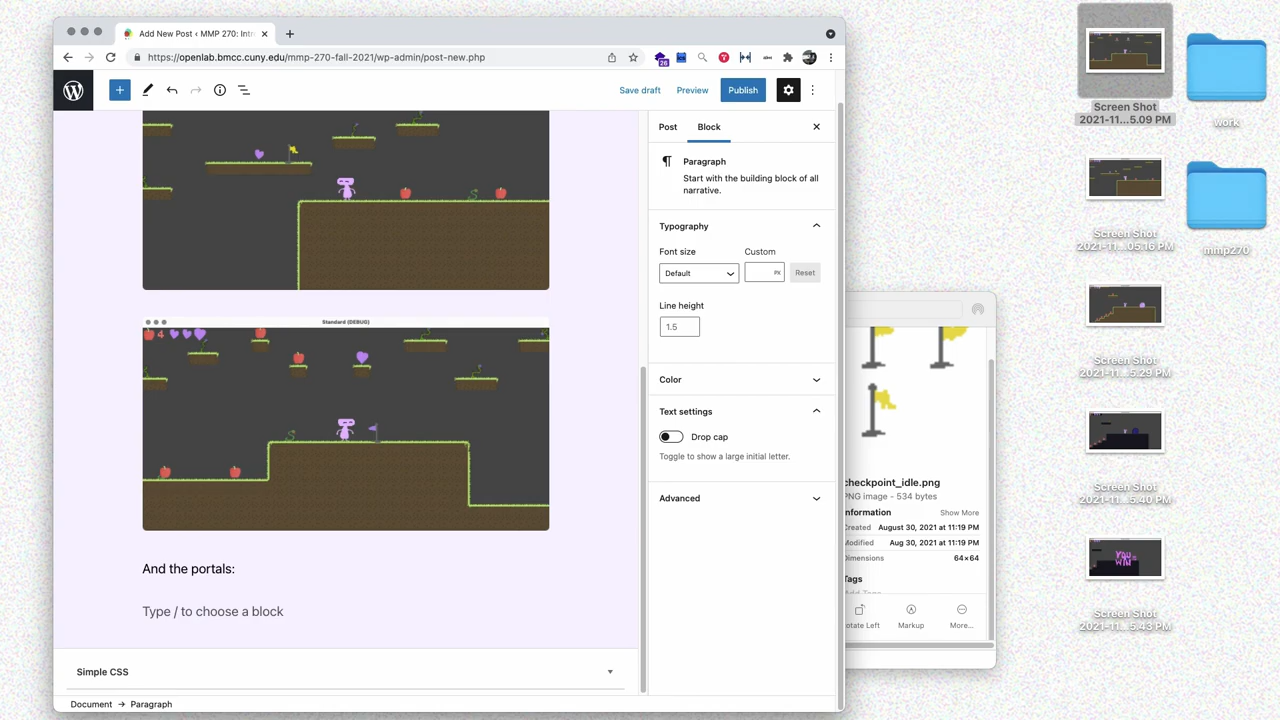 Add New Post ‹ MMP 270: Intr
https://openlab.bmcc.cuny.edu/mmp-270-fall-2021/wp-admin/post-new.php
26
Save draft
Preview
Publish
Post
Block
Paragraph
Start with the building block of all
narrative.
Typography
Font size
Custom
Default
PX
Reset
Line height
1.5
Color
Text settings
Drop cap
Toggle to show a large initial letter.
Advanced
Standard (DEBUG)
4
And the portals:
Type / to choose a block
Simple CSS
Document → Paragraph
checkpoint_idle.png
PNG image - 534 bytes
Information
Show More
Created
August 30, 2021 at 11:19 PM
Modified
Aug 30, 2021 at 11:19 PM
Dimensions
64×64
Tags
Add Tags
otate Left
Markup
More...
Screen Shot
2021-11...5.09 PM
work
Screen Shot
2021-11...05.16 PM
mmp270
Screen Shot
2021-11...5.29 PM
Screen Shot
2021-11...5.40 PM
YOU
WIN
Screen Shot
2021-11...5.43 PM